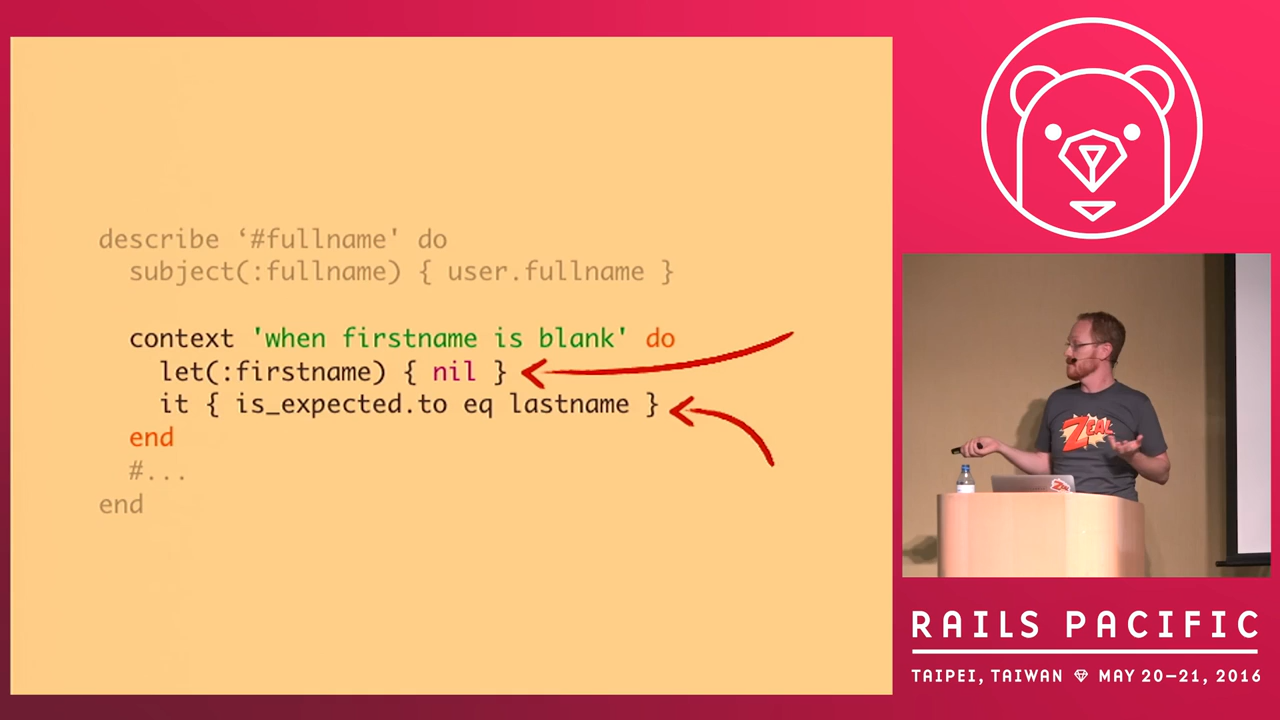 describe ‘#fullname' do
  subject(:fullname) { user.fullname }
  context 'when firstname is blank' do
    let(:firstname) { nil }
    it { is_expected.to eq lastname }
  end
  #...
end
ZEAL
RAILS PACIFIC
TAIPEI, TAIWAN MAY 20–21, 2016